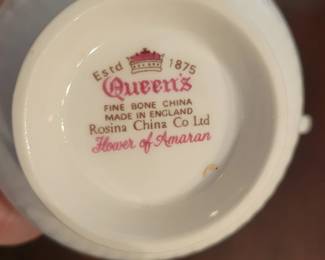 Estd 1875
Queen's
FINE BONE CHINA
MADE IN ENGLAND
Rosina China Co Ltd
Flower of Amaran